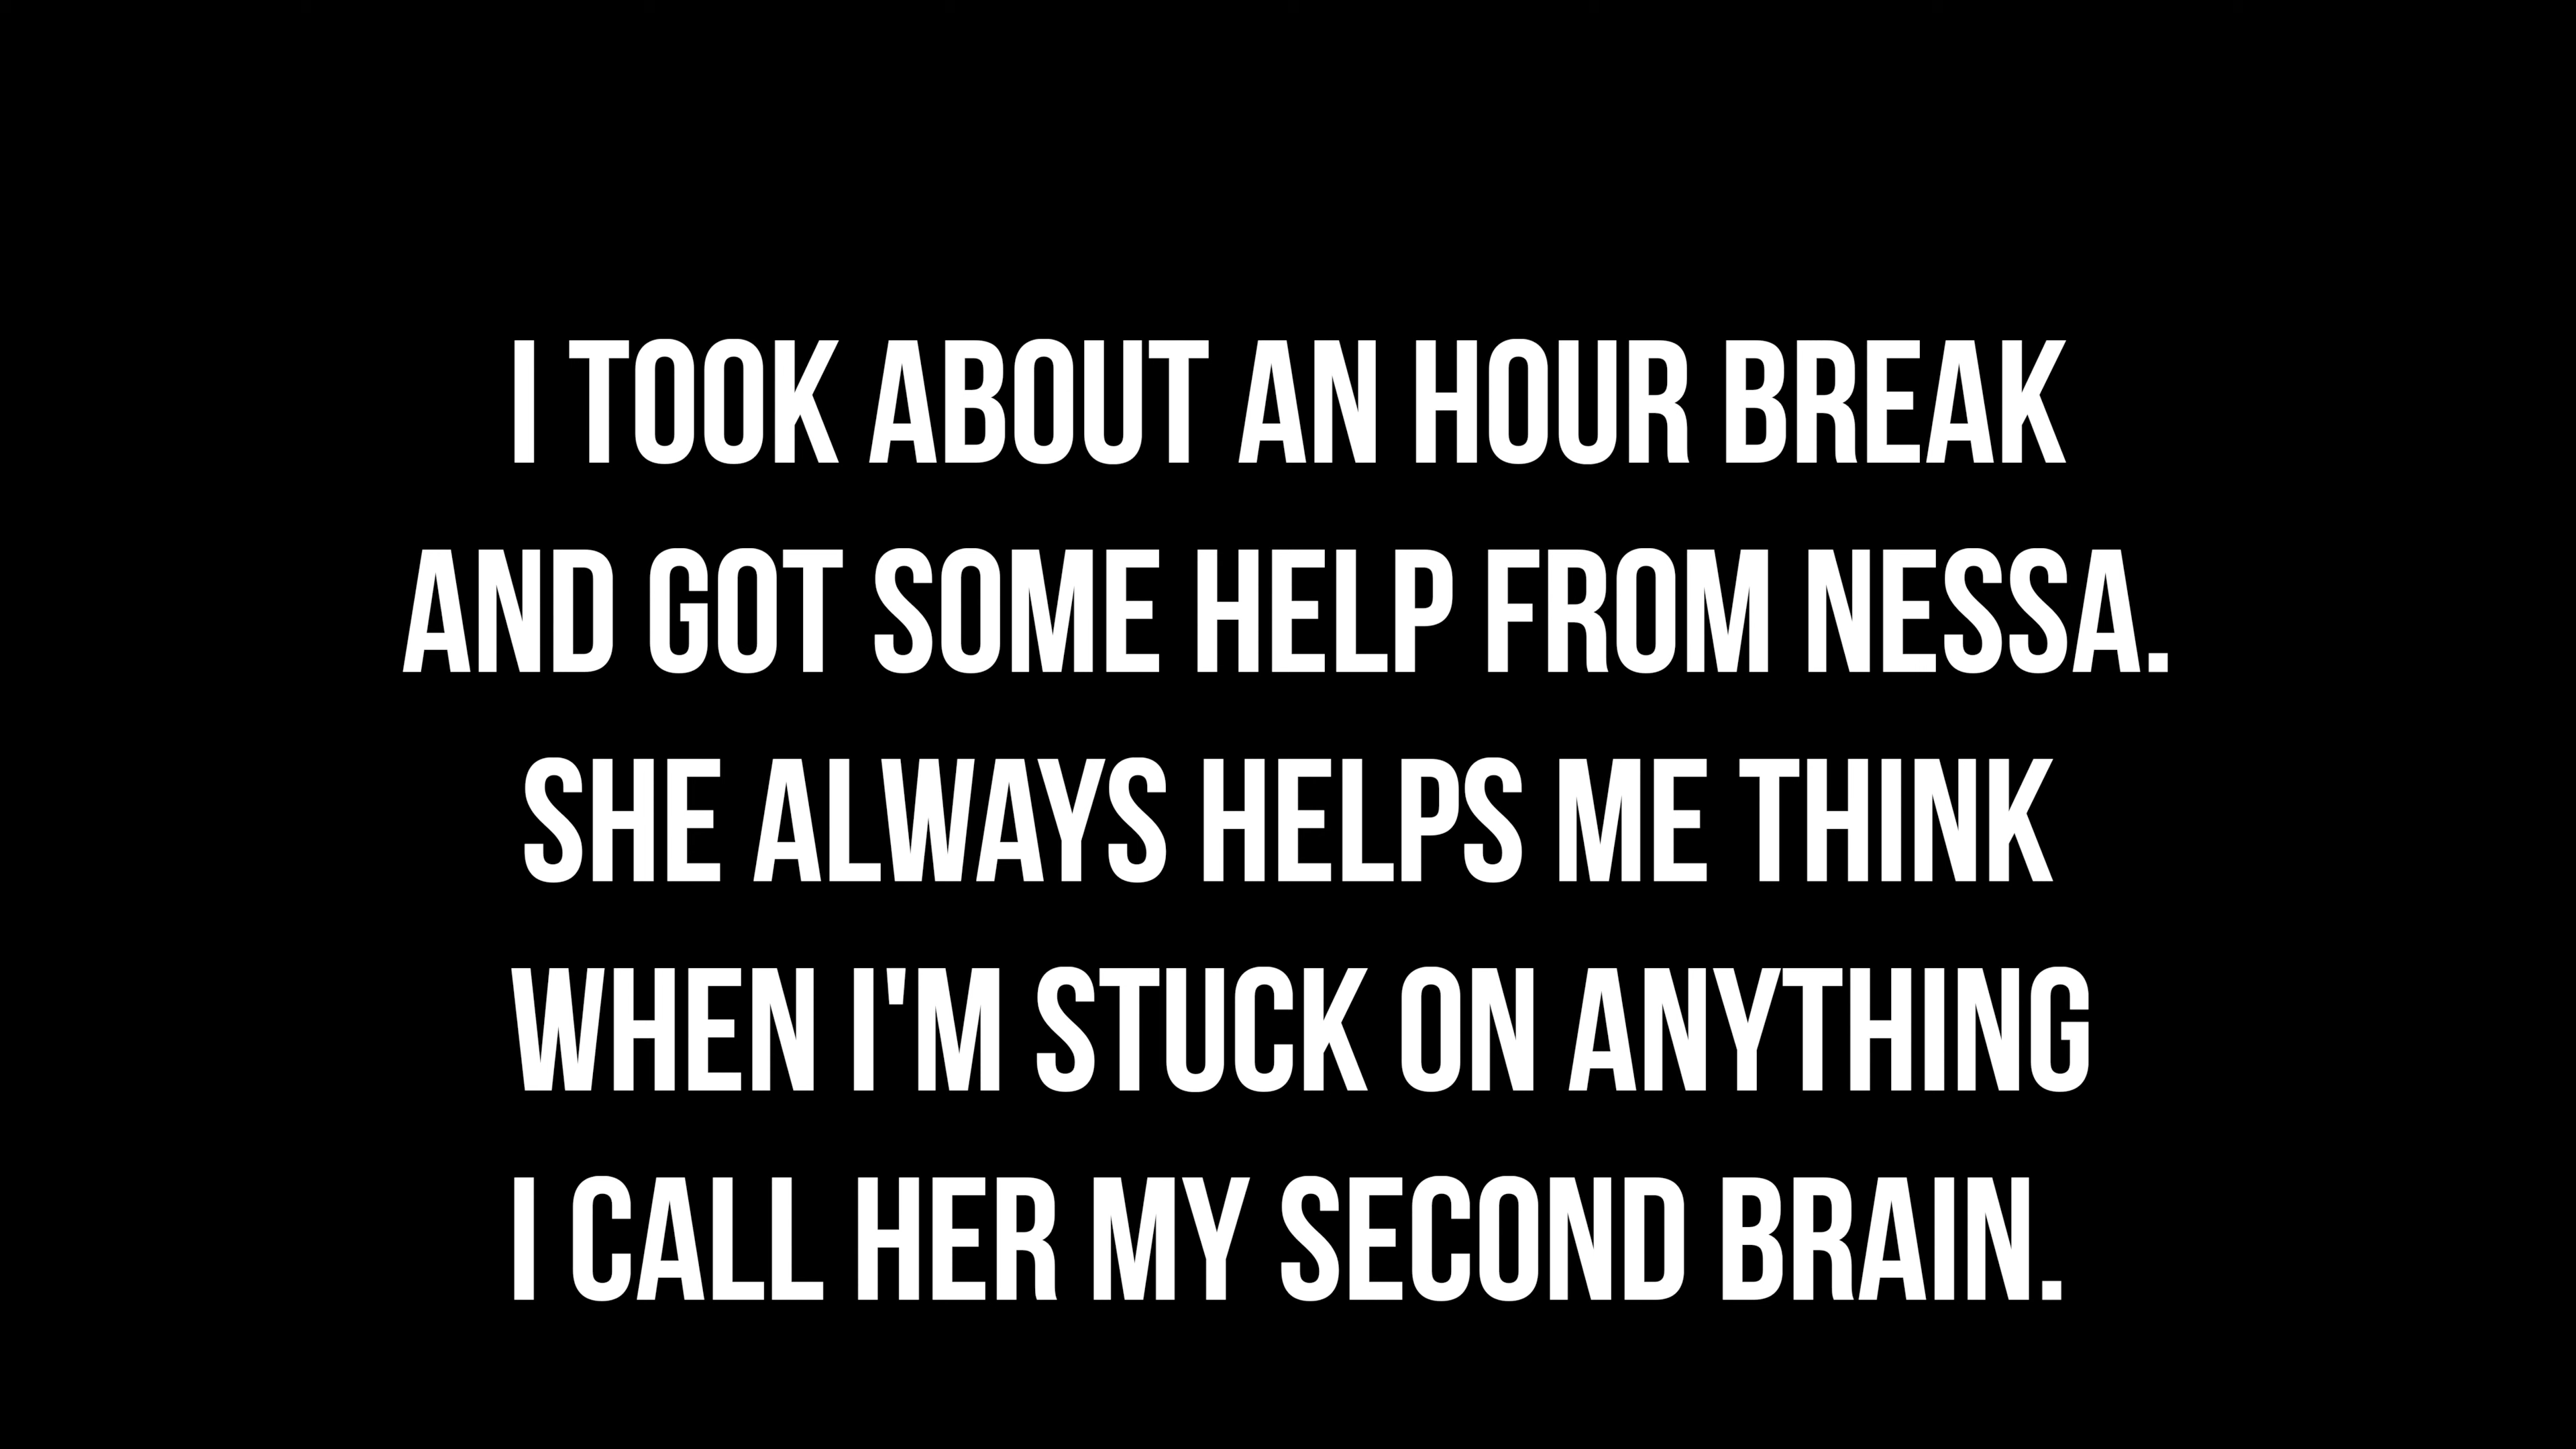 I TOOK ABOUT AN HOUR BREAK
AND GOT SOME HELP FROM NESSA.
SHE ALWAYS HELPS ME THINK
WHEN I'M STUCK ON ANYTHING
I CALL HER MY SECOND BRAIN.